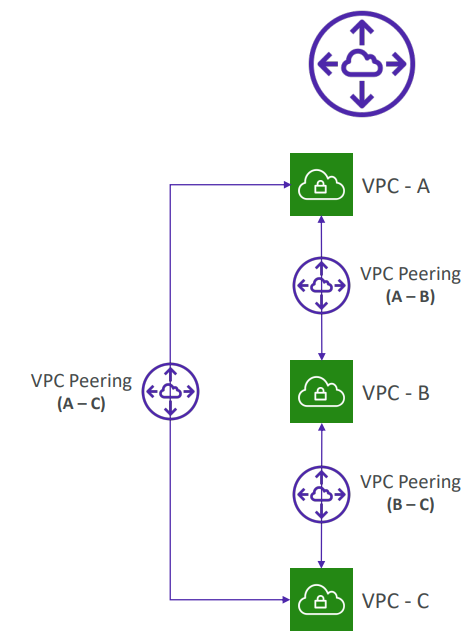 VPC - A
VPC Peering
(A – B)
VPC Peering
(A – C)
VPC - B
VPC Peering
(B – C)
VPC - C